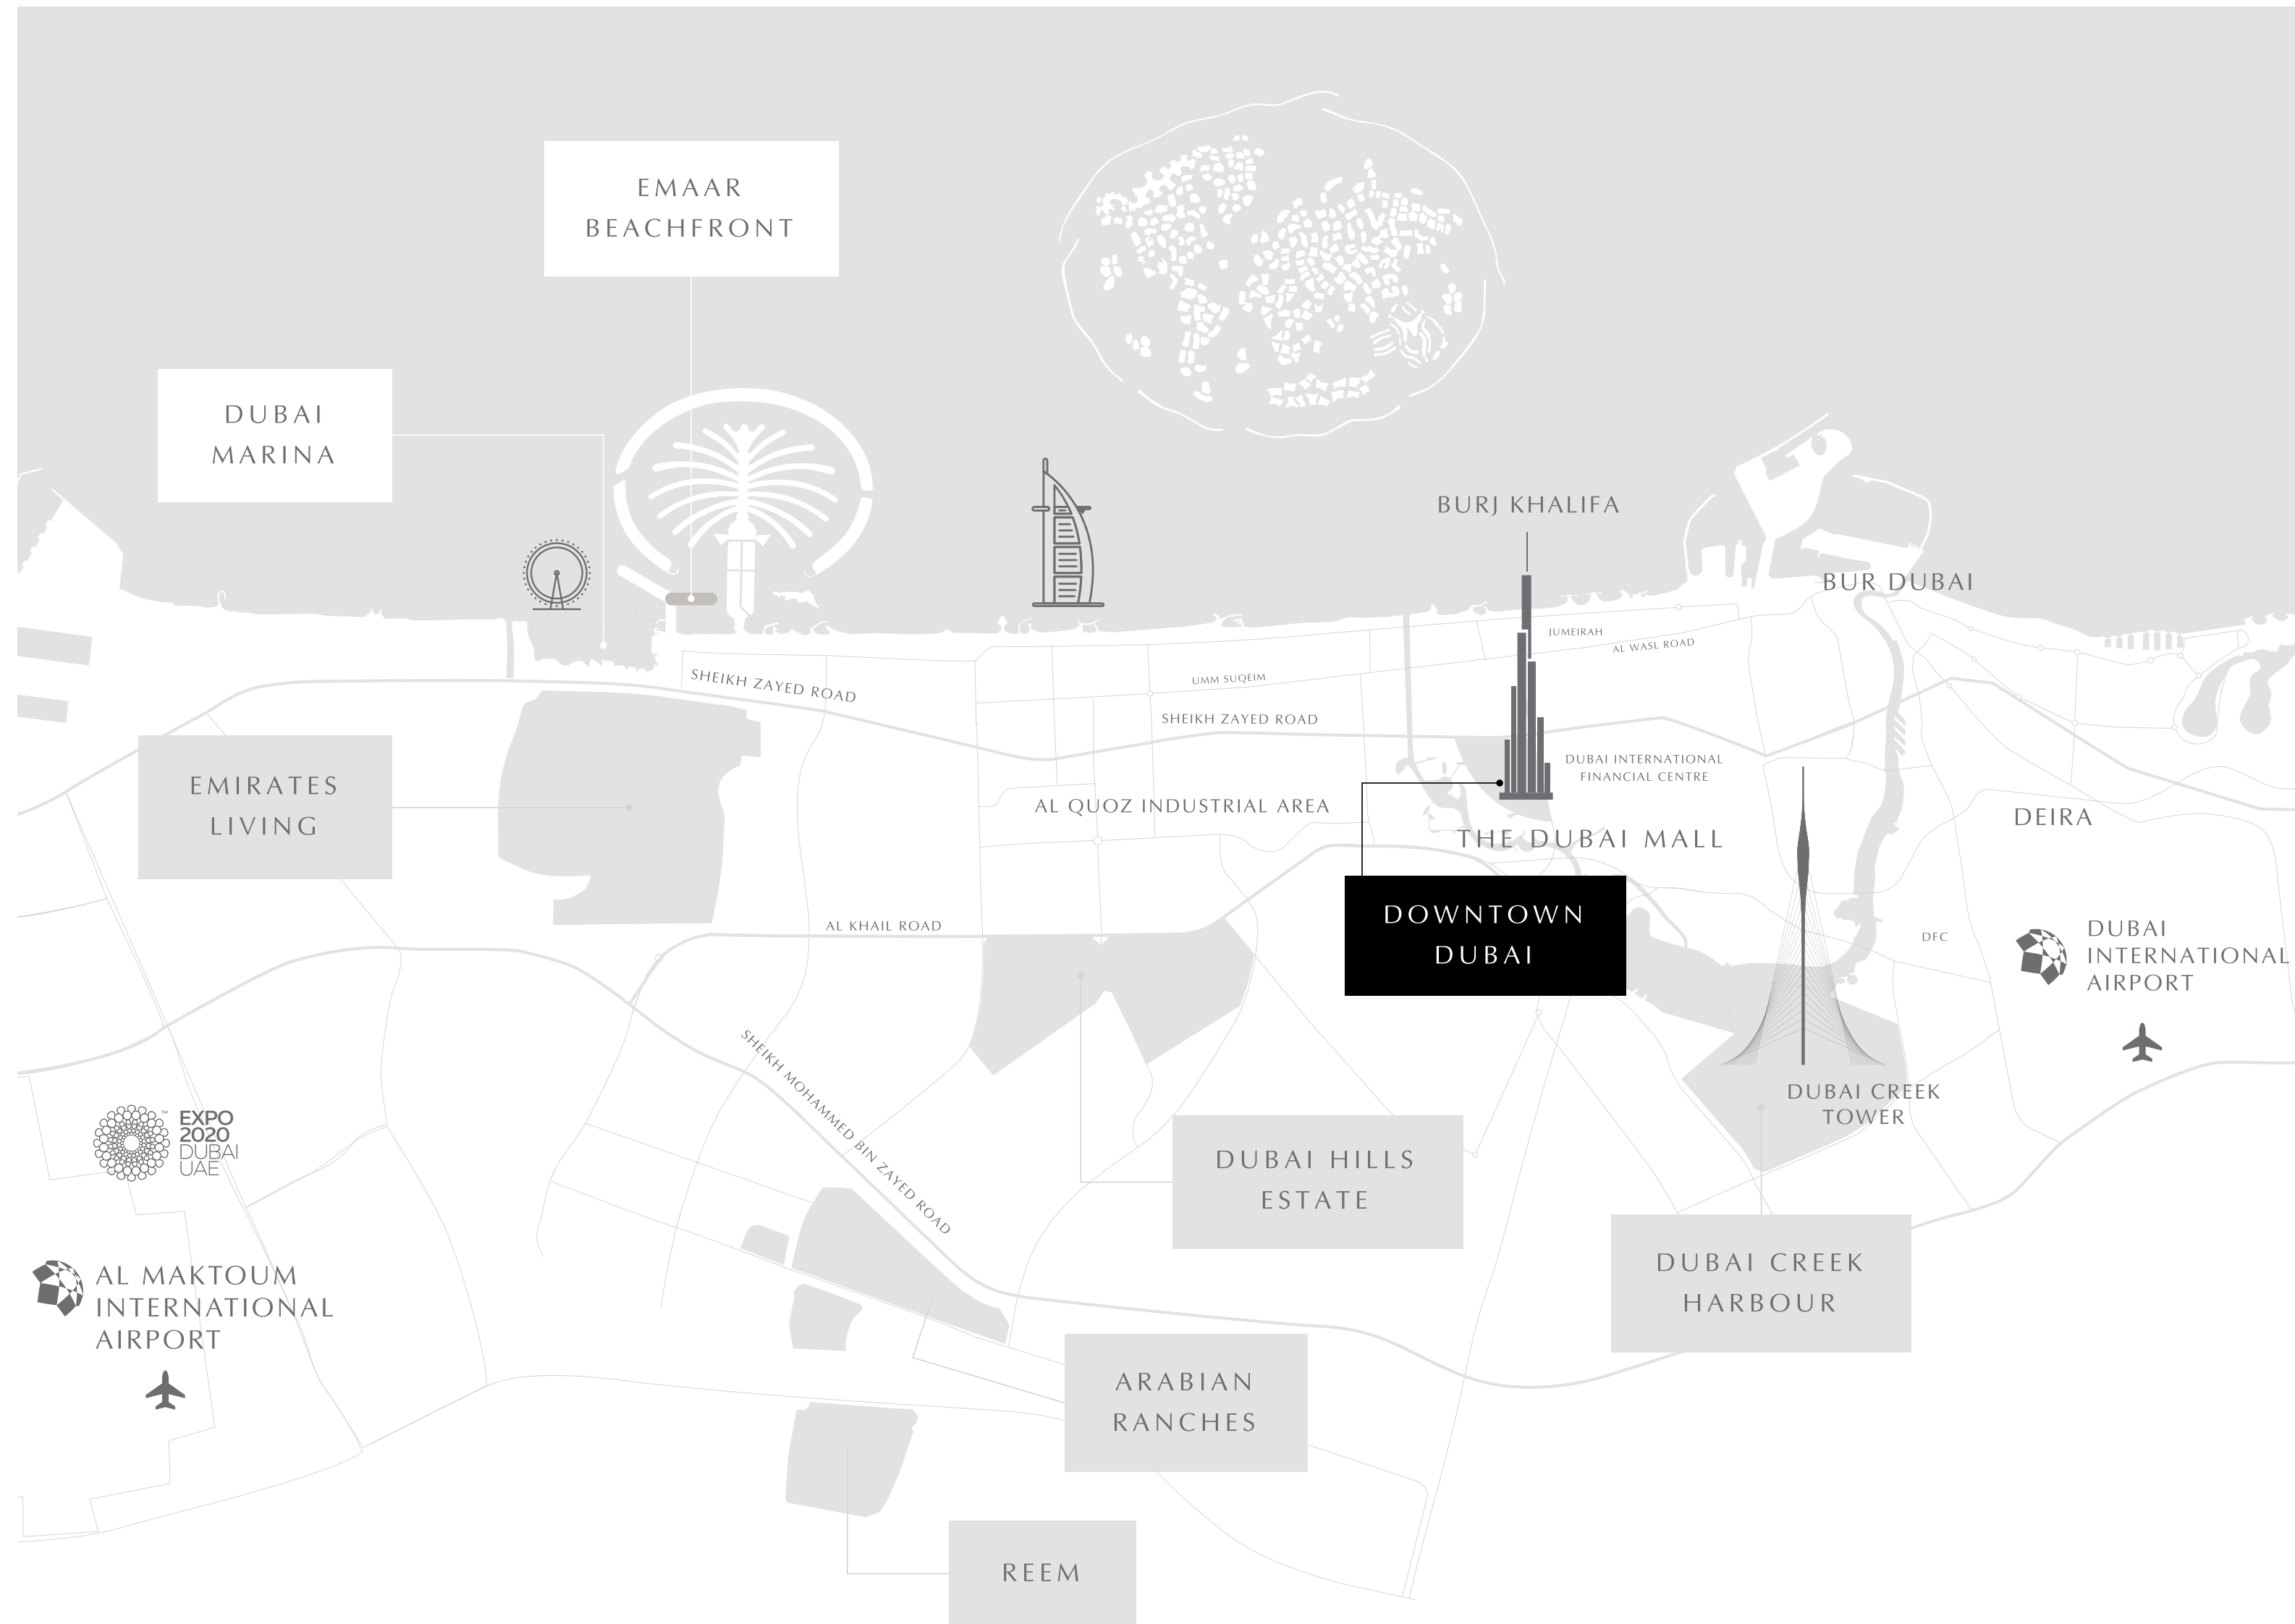 EMAAR
BEACHFRONT
DUBAI
MARINA
BURJ KHALIFA
BUR DUBAI
JUMEIRAH
AL WASL ROAD
SHEIKH ZAYED ROAD
UMM SUQEIM
SHEIKH ZAYED ROAD
DUBAI INTERNATIONAL
FINANCIAL CENTRE
EMIRATES
LIVING
AL QUOZ INDUSTRIAL AREA
DEIRA
THE DUBAI MALL
DOWNTOWN
DUBAI
AL KHAIL ROAD
DFC
DUBAI
INTERNATIONAL
AIRPORT
SHEIKH MOHAMMED BIN ZAYED ROAD
DUBAI CREEK
TOWER
EXPO
2020
DUBAI
UAE
™
DUBAI HILLS
ESTATE
DUBAI CREEK
HARBOUR
AL MAKTOUM
INTERNATIONAL
AIRPORT
ARABIAN
RANCHES
REEM